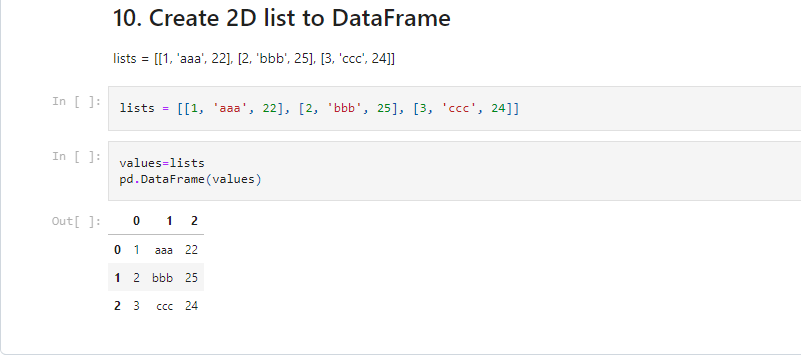 10. Create 2D list to DataFrame
lists = [[1, 'aaa', 22], [2, 'bbb', 25], [3, 'ccc', 24]]
In [ ]: lists = [[1, 'aaa', 22], [2, 'bbb', 25], [3, 'ccc', 24]]
In [ ]: values=lists
pd.DataFrame(values)
Out[ ]: 0 1 2
0 1 aaa 22
1 2 bbb 25
2 3 ccc 24